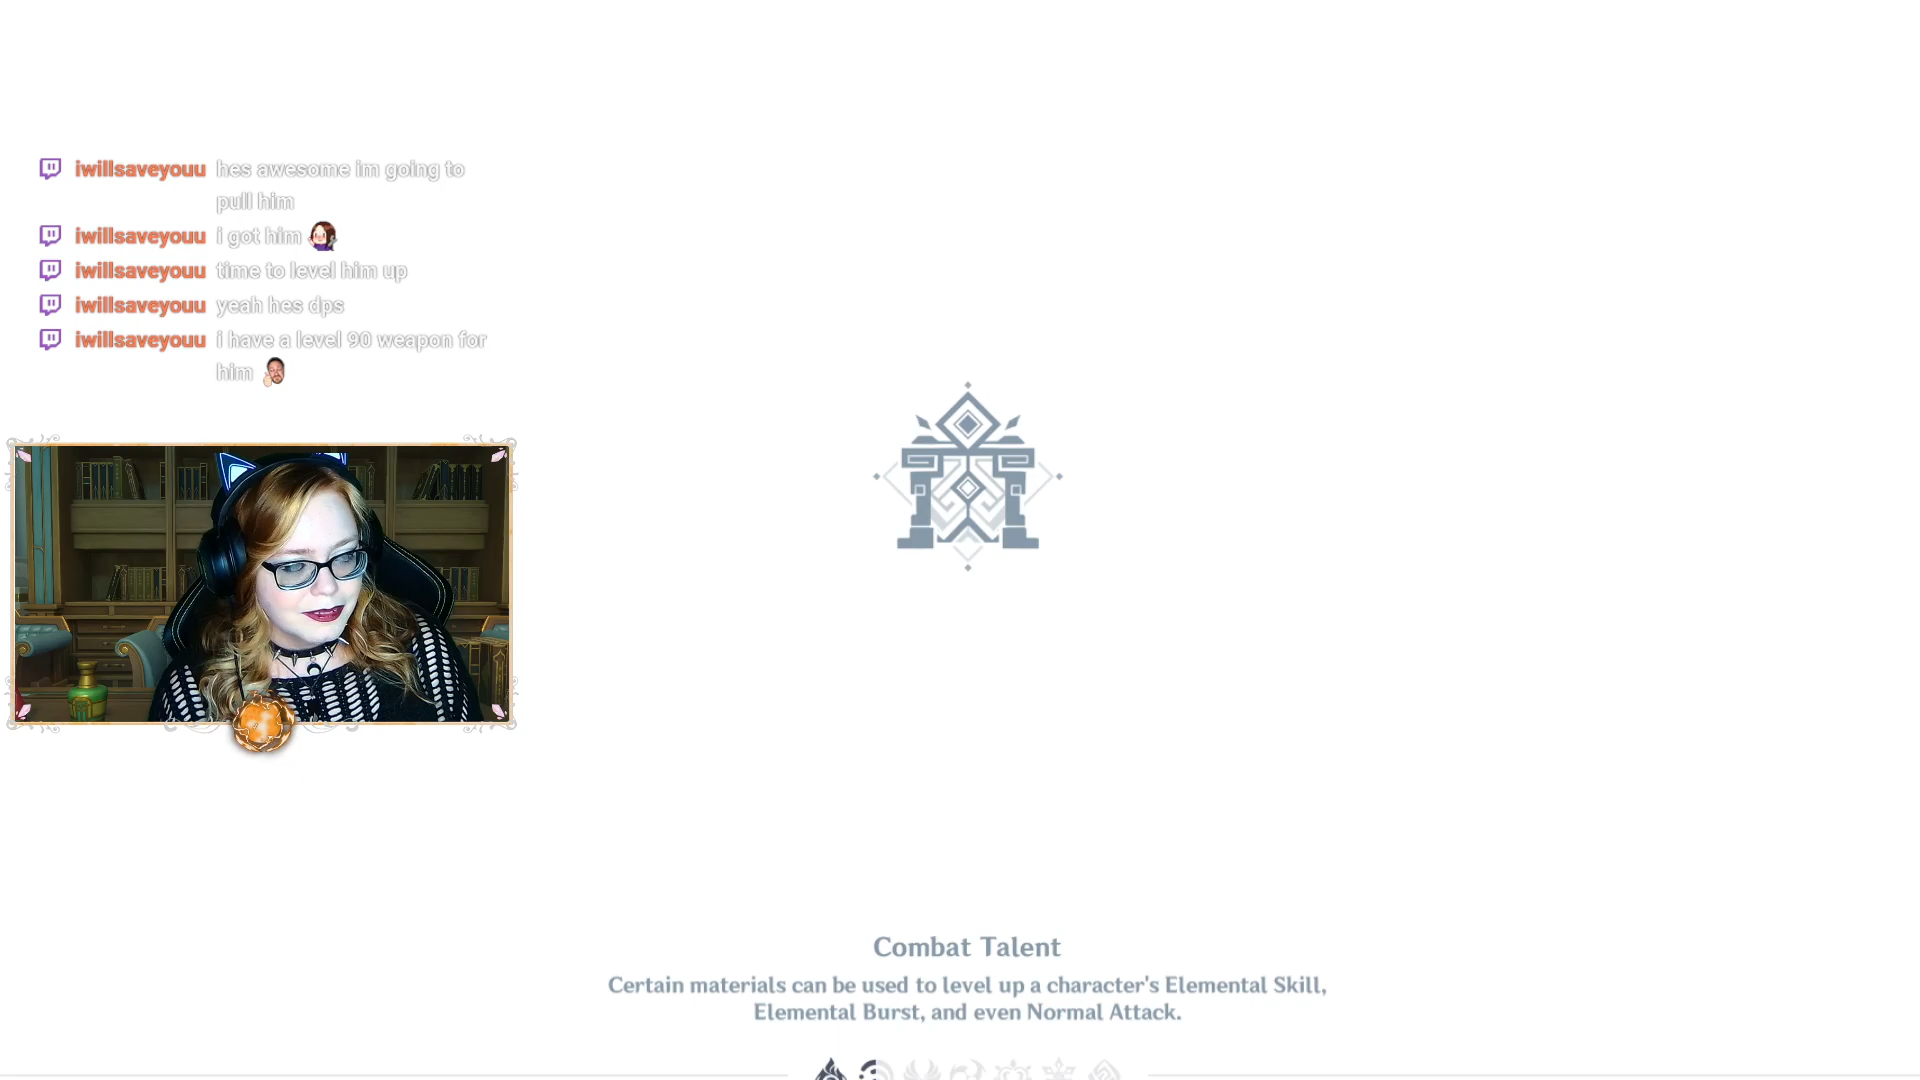 iwillsaveyouu hes awesome im going to
pull him
iwillsaveyouu i got him
iwillsaveyouu time to level him up
iwillsaveyouu yeah hes dps
iwillsaveyouu i have a level 90 weapon for
him
Combat Talent
Certain materials can be used to level up a character's Elemental Skill,
Elemental Burst, and even Normal Attack.